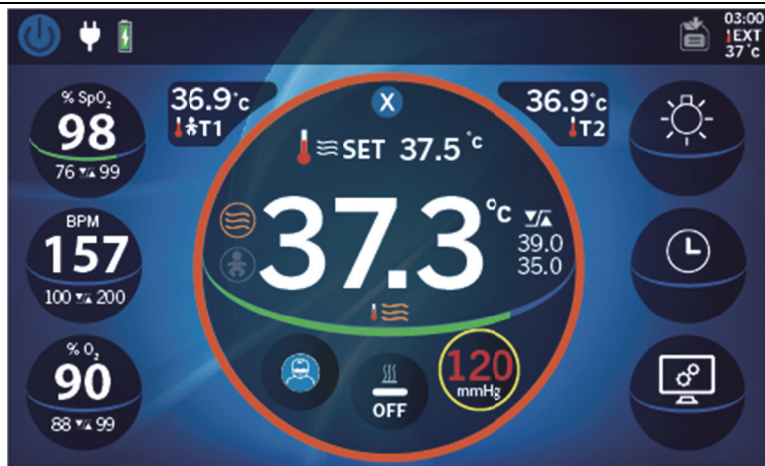 03:00
EXT
37 °c
% SpO₂
98
76 99
36.9°c
T1
X
36.9°c
T2
SET 37.5 °c
37.3 °c
39.0
35.0
BPM
157
100 200
% O₂
90
88 99
OFF
120
mmHg